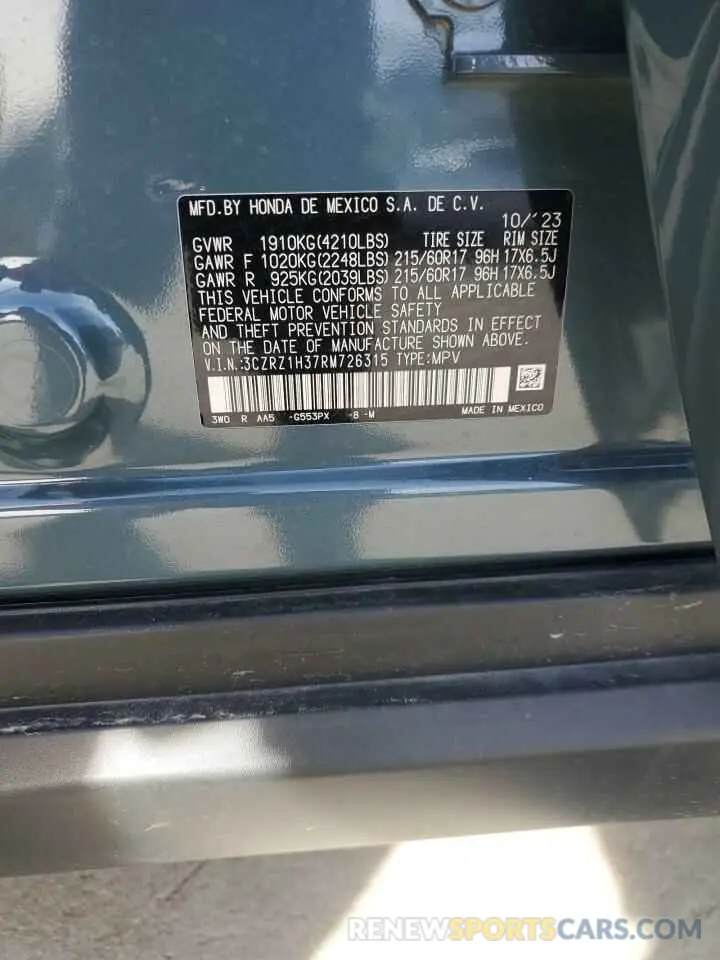 MFD.BY HONDA DE MEXICO S.A. DE C.V.
10/'23
GVWR 1910KG(4210LBS) TIRE SIZE RIM SIZE
GAWR F 1020KG(2248LBS) 215/60R17 96H 17X6.5J
GAWR R 925KG(2039LBS) 215/60R17 96H 17X6.5J
THIS VEHICLE CONFORMS TO ALL APPLICABLE
FEDERAL MOTOR VEHICLE SAFETY
AND THEFT PREVENTION STANDARDS IN EFFECT
ON THE DATE OF MANUFACTURE SHOWN ABOVE.
V.I.N.:3CZRZ1H37RM726315 TYPE:MPV
3W0 R AA5 -G553PX -8-M MADE IN MEXICO
RENEWSPORTSCARS.COM